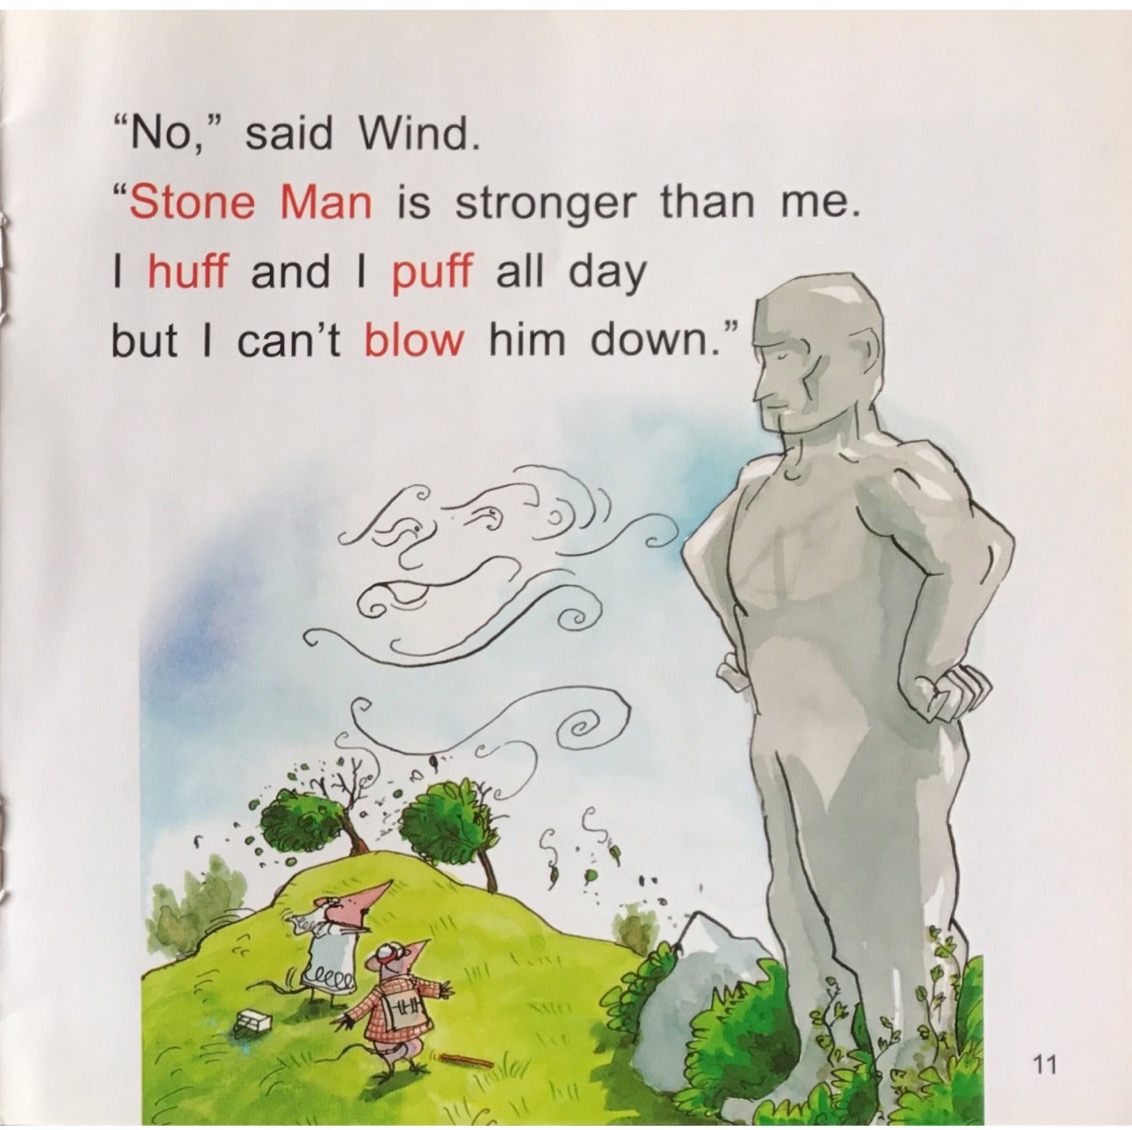 “No,” said Wind.
“Stone Man is stronger than me.
I huff and I puff all day
but I can’t blow him down.”
11